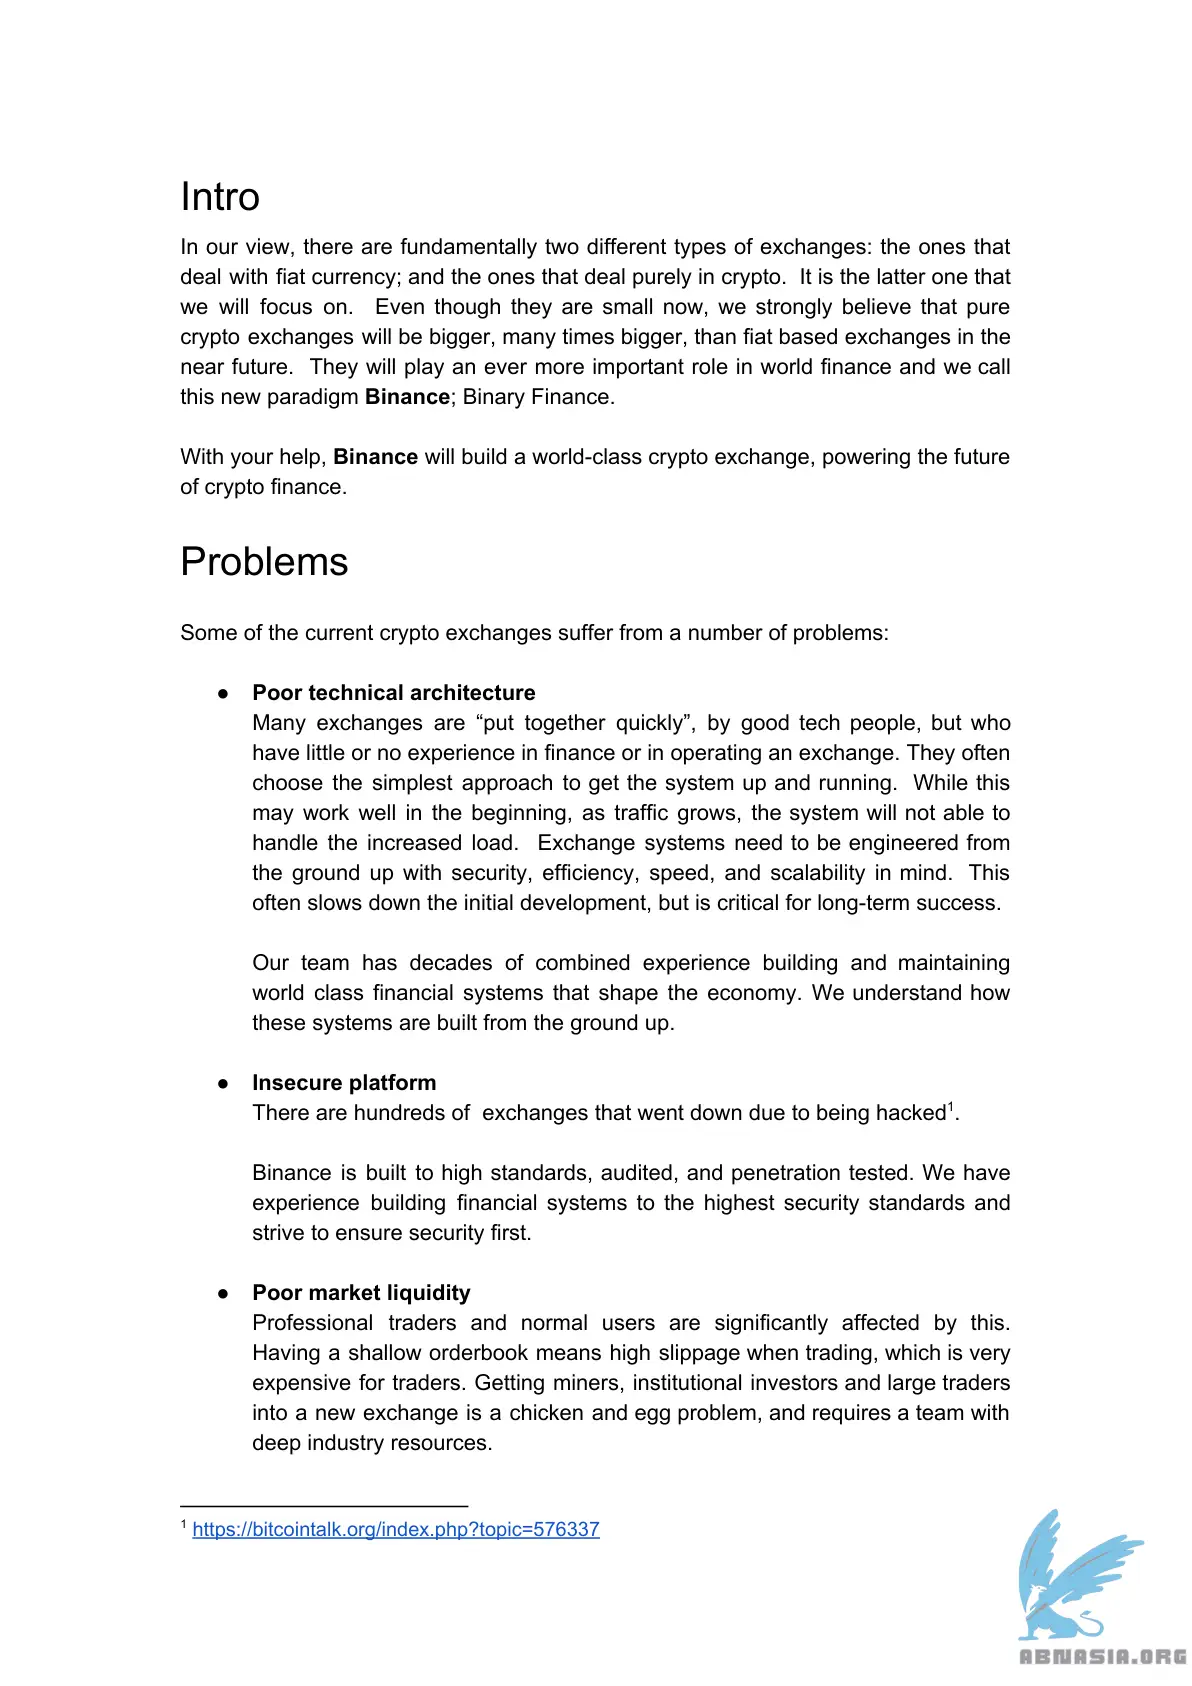 Intro
In our view, there are fundamentally two different types of exchanges: the ones that
deal with fiat currency; and the ones that deal purely in crypto.  It is the latter one that
we will focus on.  Even though they are small now, we strongly believe that pure
crypto exchanges will be bigger, many times bigger, than fiat based exchanges in the
near future.  They will play an ever more important role in world finance and we call
this new paradigm Binance; Binary Finance.
With your help, Binance will build a world-class crypto exchange, powering the future
of crypto finance.
Problems
Some of the current crypto exchanges suffer from a number of problems:
● Poor technical architecture
Many exchanges are “put together quickly”, by good tech people, but who
have little or no experience in finance or in operating an exchange. They often
choose the simplest approach to get the system up and running.  While this
may work well in the beginning, as traffic grows, the system will not able to
handle the increased load.  Exchange systems need to be engineered from
the ground up with security, efficiency, speed, and scalability in mind.  This
often slows down the initial development, but is critical for long-term success.
Our team has decades of combined experience building and maintaining
world class financial systems that shape the economy. We understand how
these systems are built from the ground up.
● Insecure platform
There are hundreds of  exchanges that went down due to being hacked¹.
Binance is built to high standards, audited, and penetration tested. We have
experience building financial systems to the highest security standards and
strive to ensure security first.
● Poor market liquidity
Professional traders and normal users are significantly affected by this.
Having a shallow orderbook means high slippage when trading, which is very
expensive for traders. Getting miners, institutional investors and large traders
into a new exchange is a chicken and egg problem, and requires a team with
deep industry resources.
¹ https://bitcointalk.org/index.php?topic=576337
ABNASIA.ORG